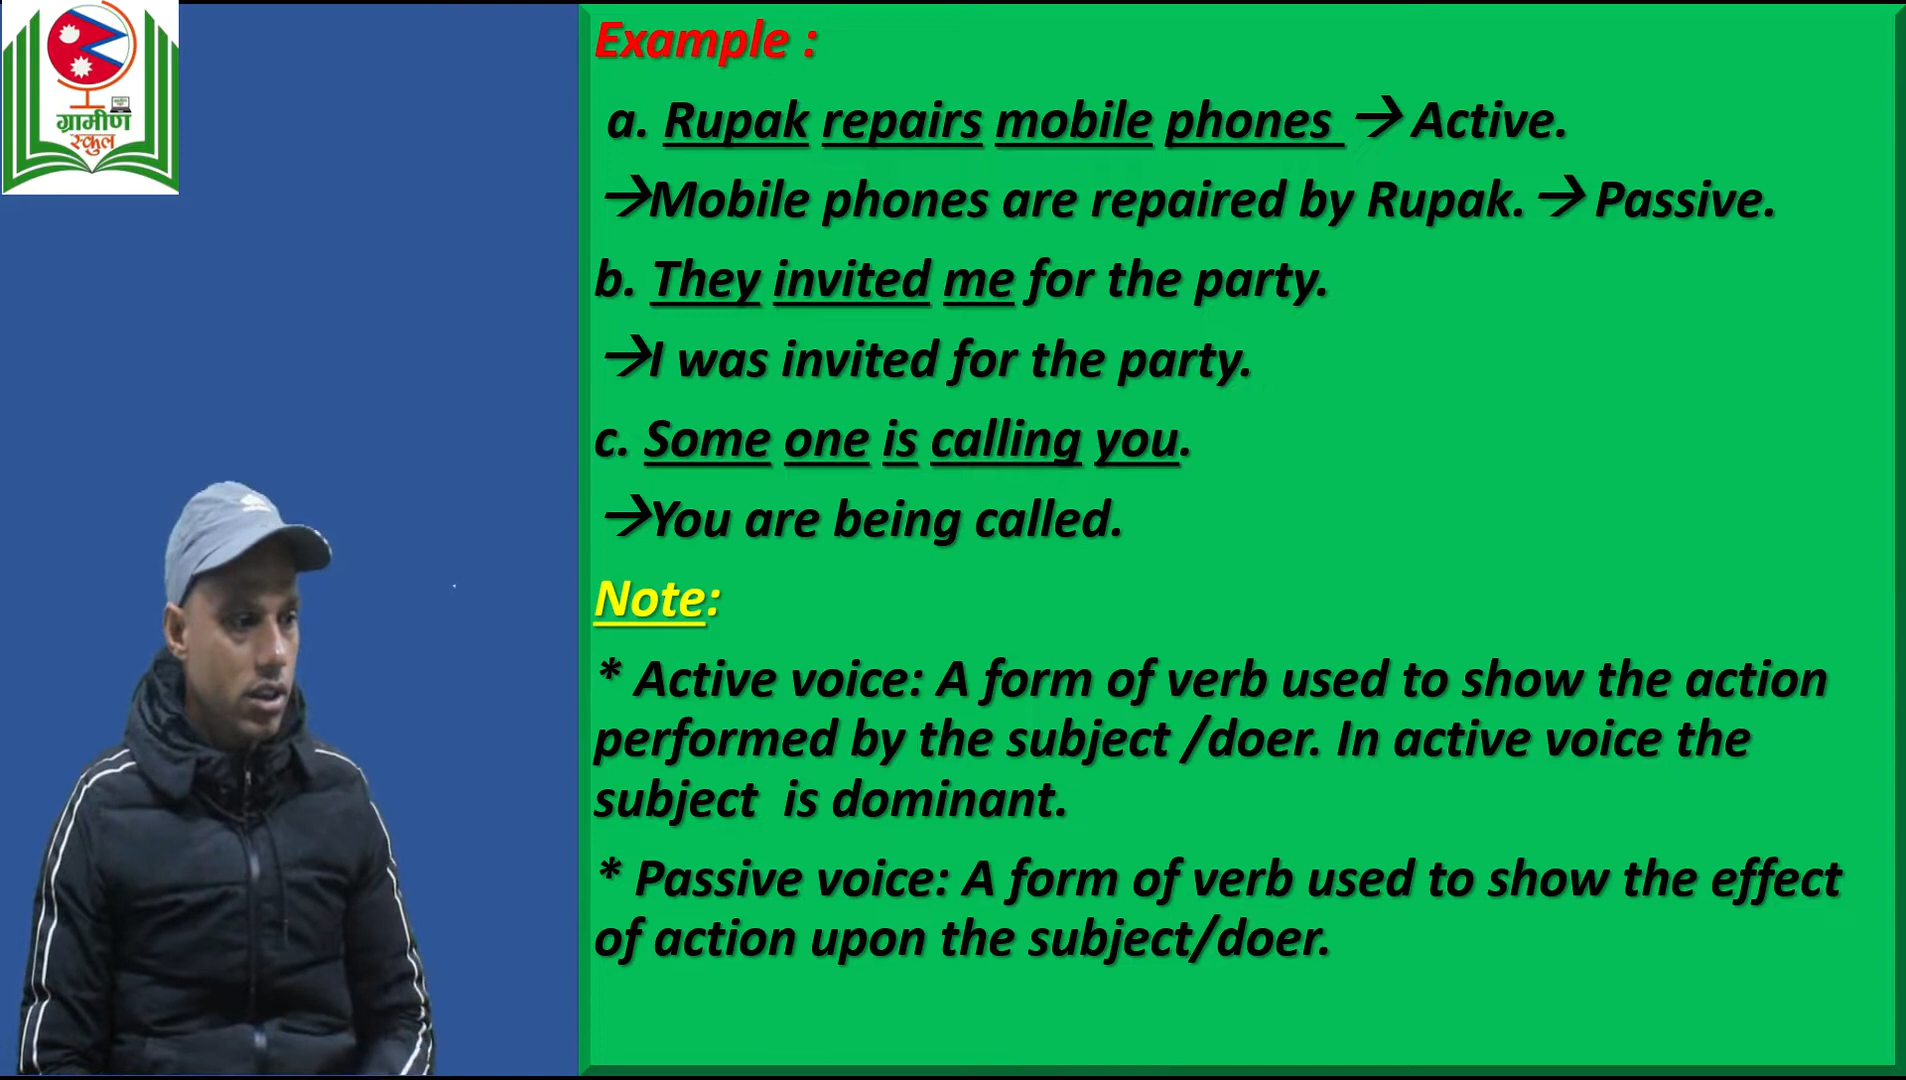 ग्रामीण
स्कुल
Example :
a. Rupak repairs mobile phones → Active.
→Mobile phones are repaired by Rupak. → Passive.
b. They invited me for the party.
→I was invited for the party.
c. Some one is calling you.
→You are being called.
Note:
* Active voice: A form of verb used to show the action
performed by the subject /doer. In active voice the
subject is dominant.
* Passive voice: A form of verb used to show the effect
of action upon the subject/doer.